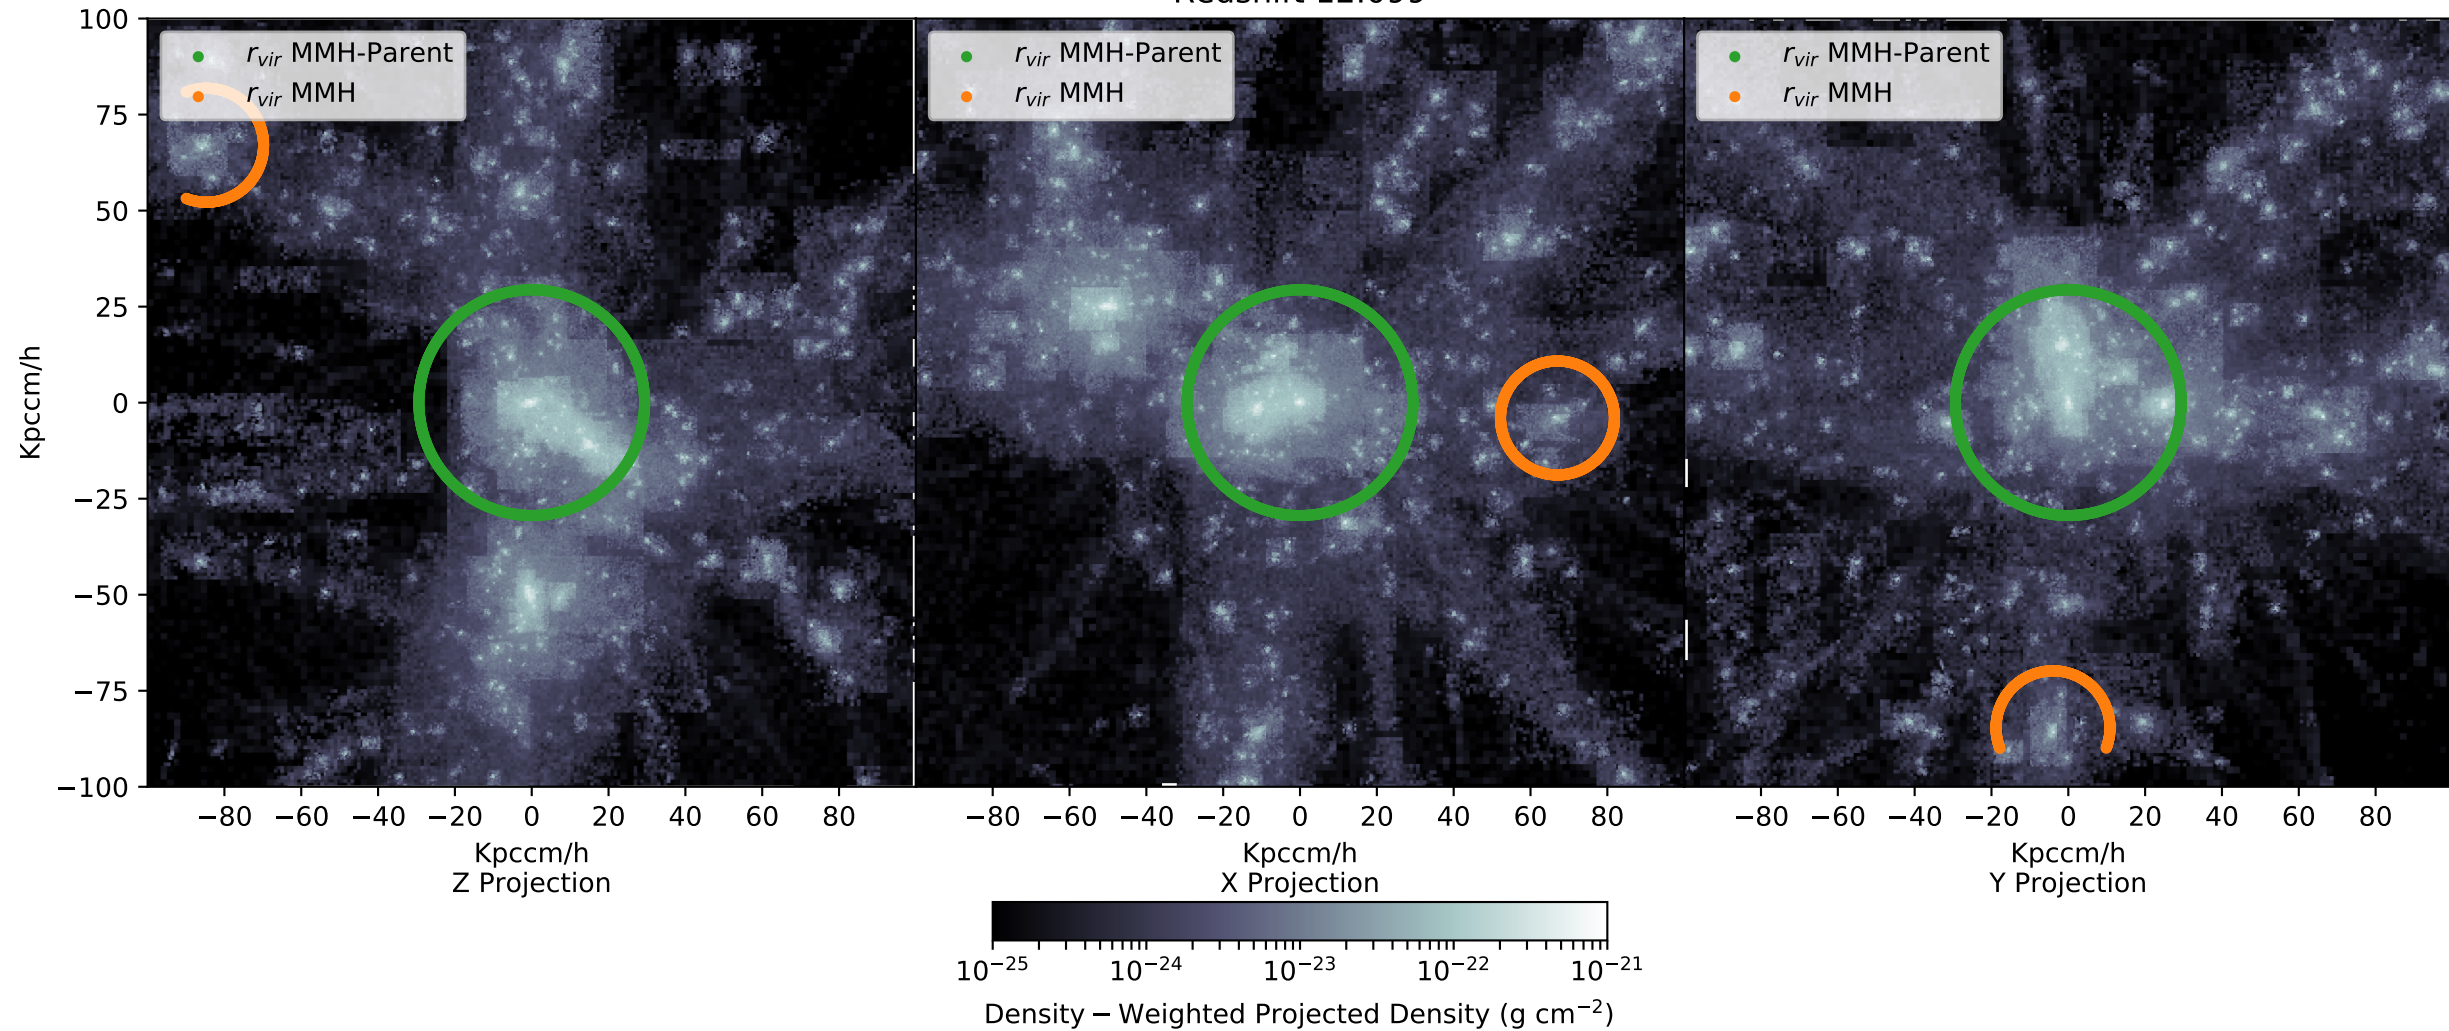 r_vir MMH-Parent
r_vir MMH
r_vir MMH-Parent
r_vir MMH
r_vir MMH-Parent
r_vir MMH
100
75
50
25
0
−25
−50
−75
−100
Kpccm/h
−80 −60 −40 −20 0 20 40 60 80
−80 −60 −40 −20 0 20 40 60 80
−80 −60 −40 −20 0 20 40 60 80
Kpccm/h
Z Projection
Kpccm/h
X Projection
Kpccm/h
Y Projection
10⁻²⁵ 10⁻²⁴ 10⁻²³ 10⁻²² 10⁻²¹
Density − Weighted Projected Density (g cm⁻²)